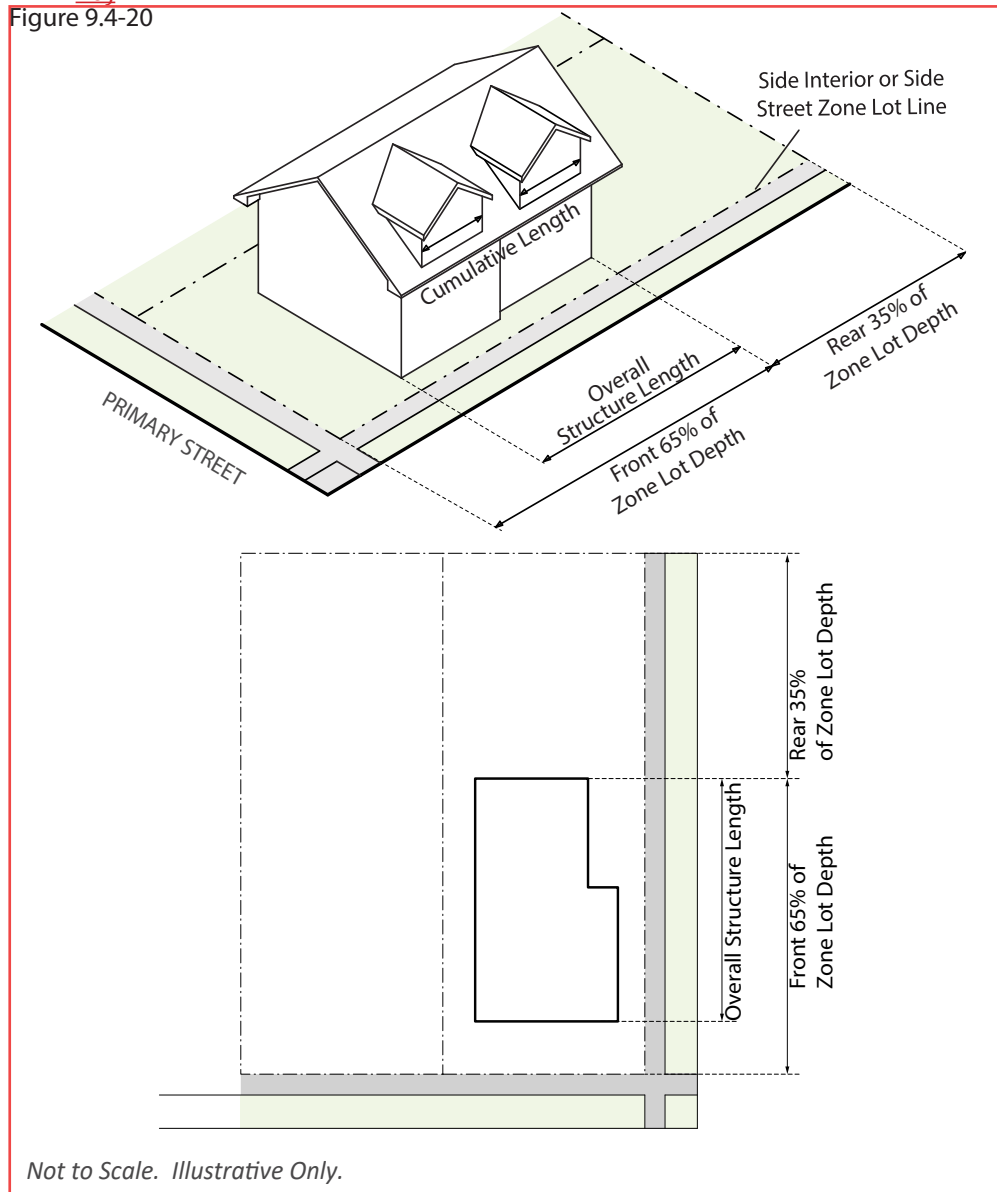 Figure 9.4-20
Side Interior or Side
Street Zone Lot Line
Cumulative Length
Rear 35% of
Zone Lot Depth
Overall
Structure Length
Front 65% of
Zone Lot Depth
PRIMARY STREET
Rear 35%
of Zone Lot Depth
Overall Structure Length
Front 65% of
Zone Lot Depth
Not to Scale.  Illustrative Only.